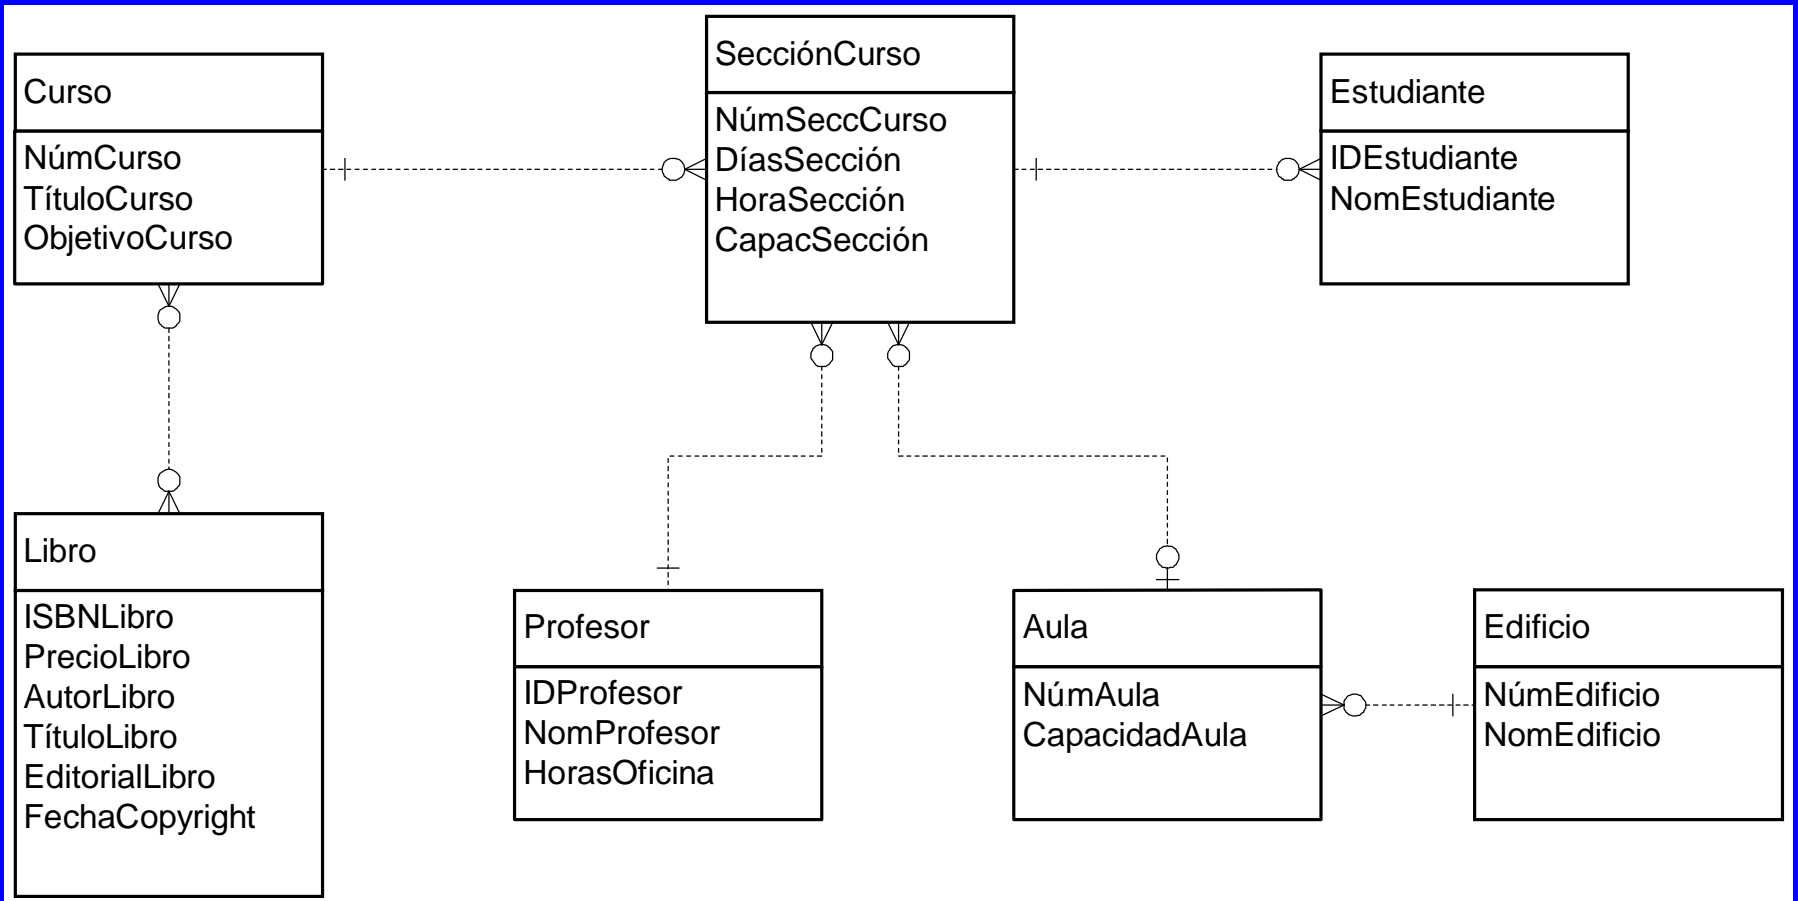 Curso
NúmCurso
TítuloCurso
ObjetivoCurso
SecciónCurso
NúmSeccCurso
DíasSección
HoraSección
CapacSección
Estudiante
IDEstudiante
NomEstudiante
Libro
ISBNLibro
PrecioLibro
AutorLibro
TítuloLibro
EditorialLibro
FechaCopyright
Profesor
IDProfesor
NomProfesor
HorasOficina
Aula
NúmAula
CapacidadAula
Edificio
NúmEdificio
NomEdificio